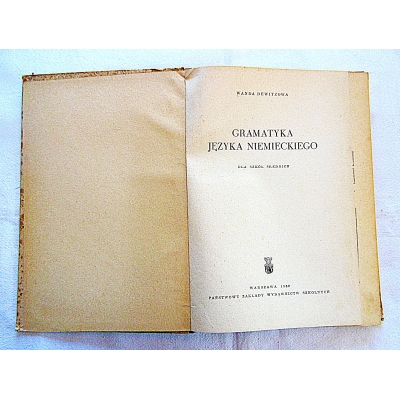 WANDA DEWITZOWA
GRAMATYKA
JĘZYKA NIEMIECKIEGO
DLA SZKÓŁ ŚREDNICH
WARSZAWA
PAŃSTWOWE ZAKŁADY WYDAWNICTW SZKOLNYCH